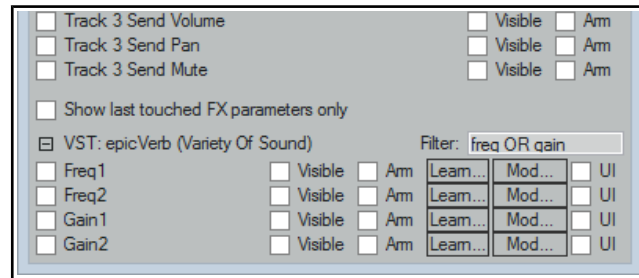 Track 3 Send Volume Visible Arm
Track 3 Send Pan Visible Arm
Track 3 Send Mute Visible Arm
Show last touched FX parameters only
VST: epicVerb (Variety Of Sound) Filter: freq OR gain
Freq1 Visible Arm Learn... Mod... UI
Freq2 Visible Arm Learn... Mod... UI
Gain1 Visible Arm Learn... Mod... UI
Gain2 Visible Arm Learn... Mod... UI